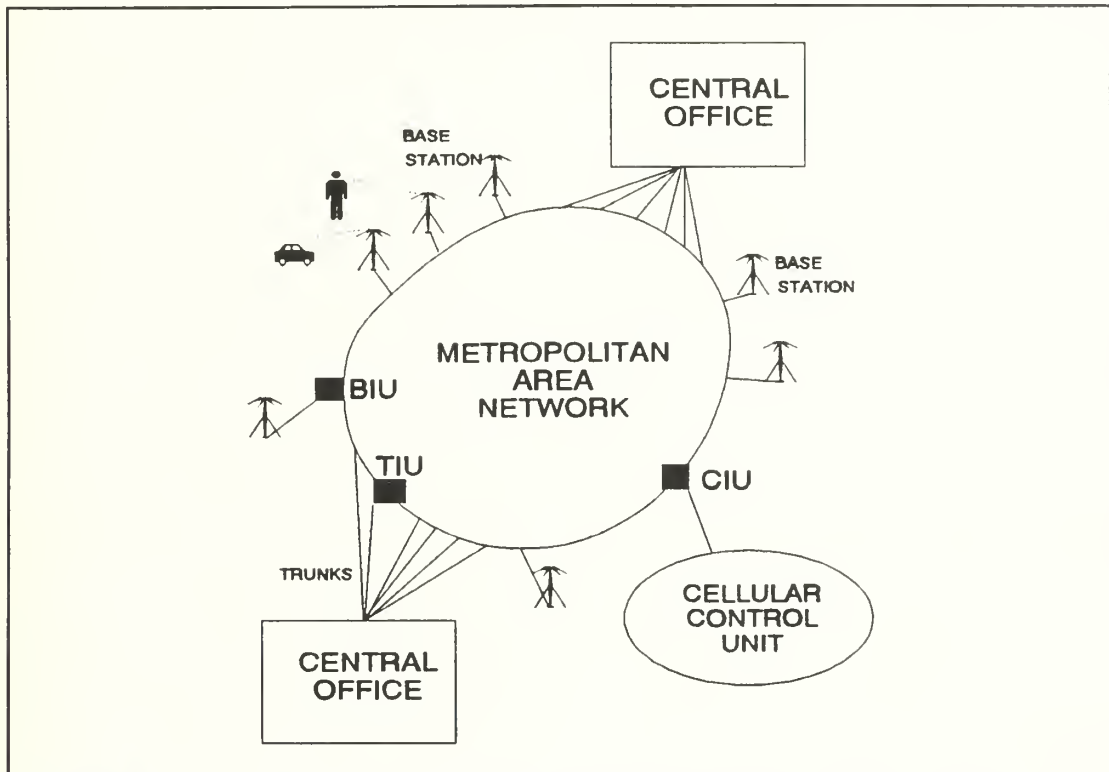 CENTRAL
OFFICE
BASE
STATION
BASE
STATION
METROPOLITAN
AREA
NETWORK
BIU
TIU
CIU
TRUNKS
CELLULAR
CONTROL
UNIT
CENTRAL
OFFICE